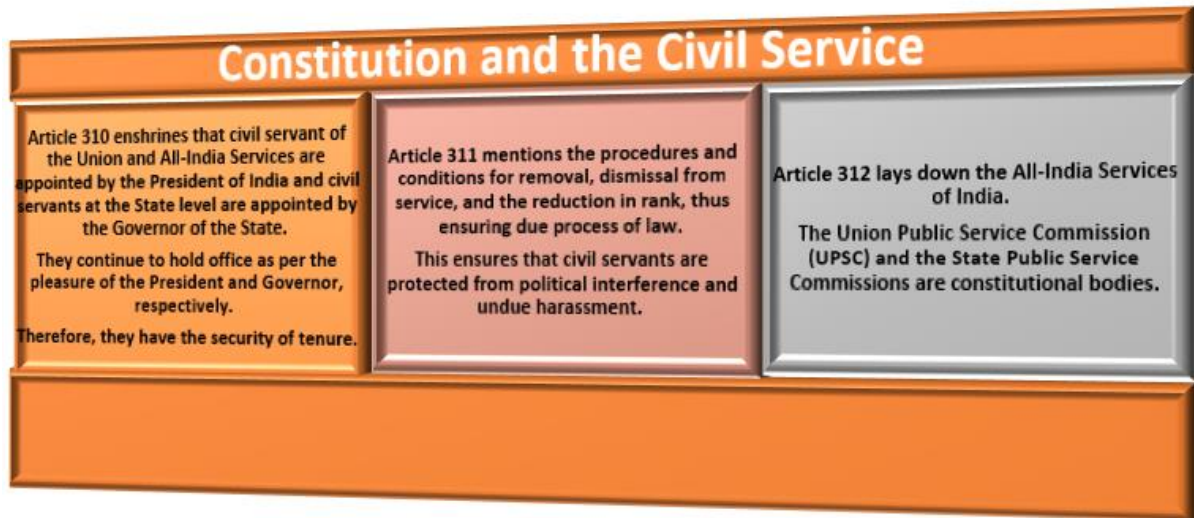 Constitution and the Civil Service
Article 310 enshrines that civil servant of
the Union and All-India Services are
appointed by the President of India and civil
servants at the State level are appointed by
the Governor of the State.
They continue to hold office as per the
pleasure of the President and Governor,
respectively.
Therefore, they have the security of tenure.
Article 311 mentions the procedures and
conditions for removal, dismissal from
service, and the reduction in rank, thus
ensuring due process of law.
This ensures that civil servants are
protected from political interference and
undue harassment.
Article 312 lays down the All-India Services
of India.
The Union Public Service Commission
(UPSC) and the State Public Service
Commissions are constitutional bodies.